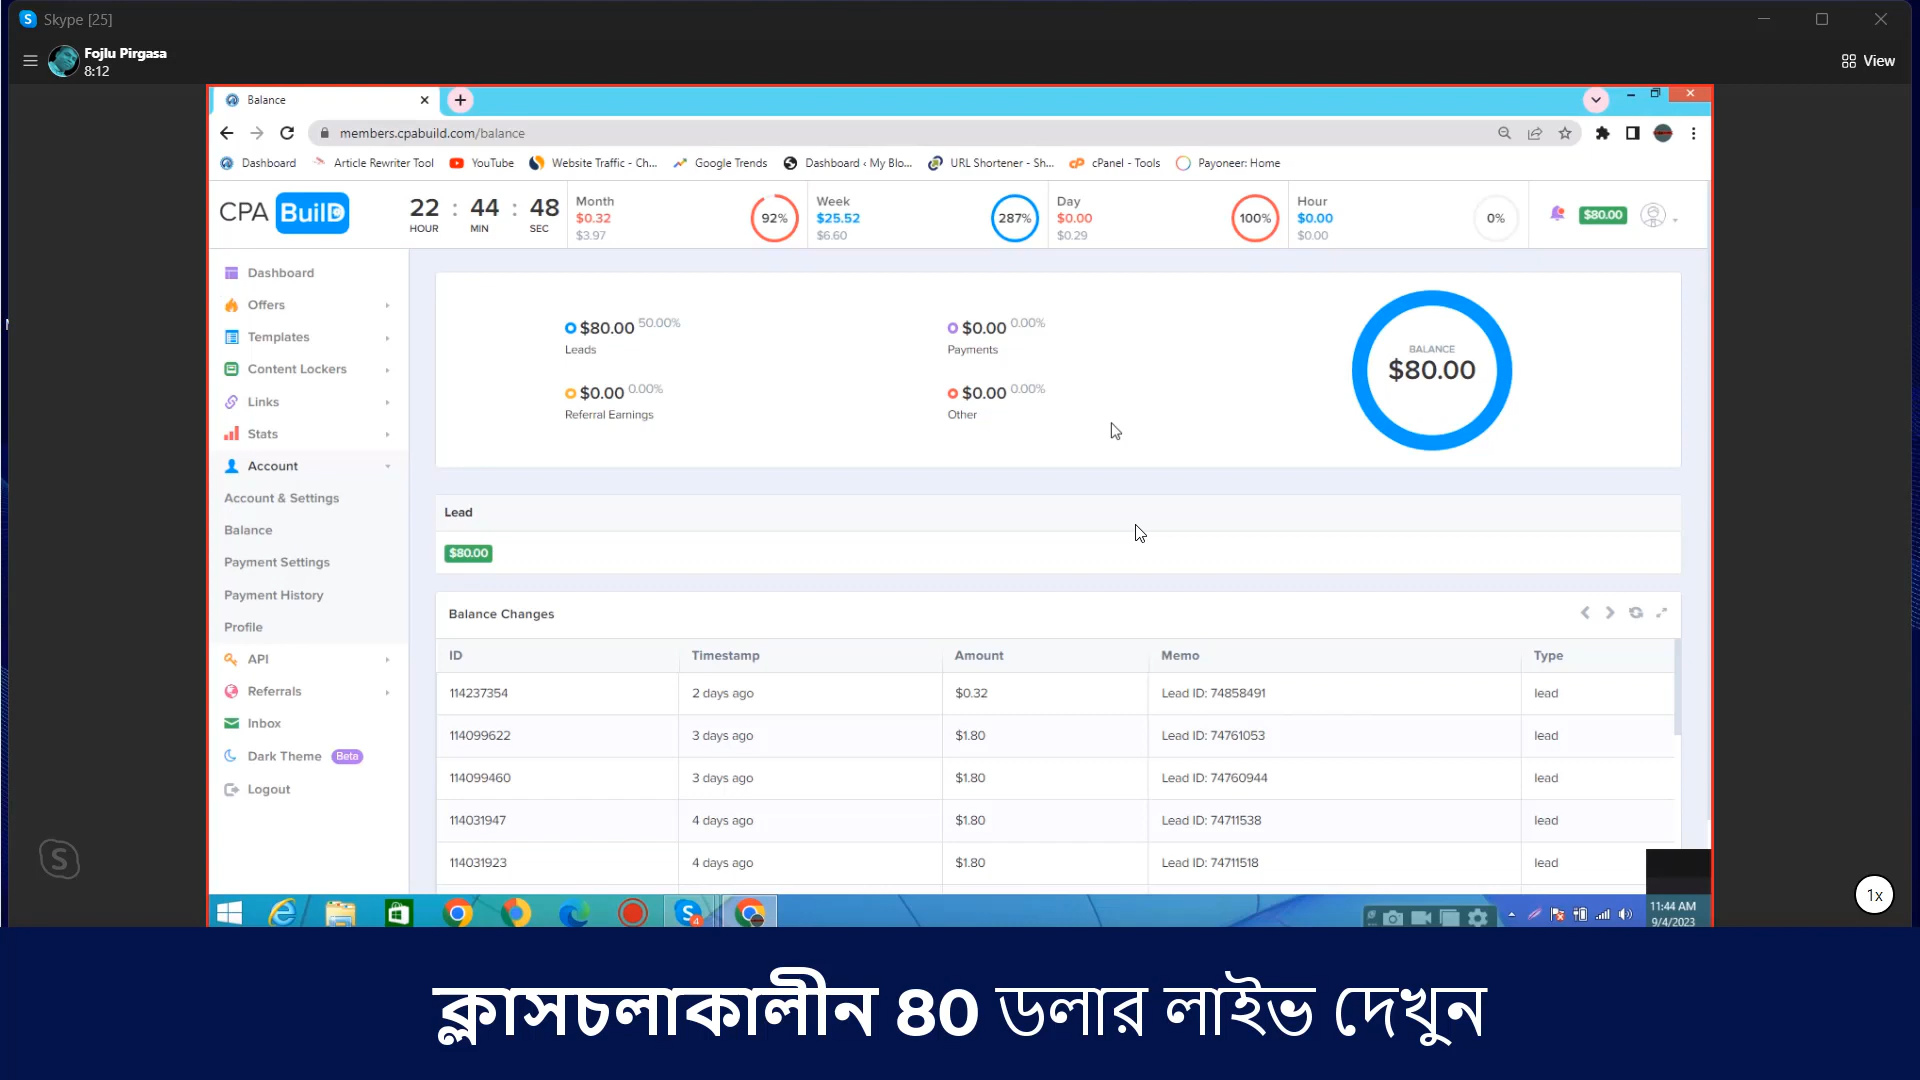 Skype [25]
Fojlu Pirgasa
8:12
View
Balance
members.cpabuild.com/balance
Dashboard
Article Rewriter Tool
YouTube
Website Traffic - Ch...
Google Trends
Dashboard ‹ My Blo...
URL Shortener - Sh...
cPanel - Tools
Payoneer: Home
CPA BuilD
22 : 44 : 48
HOUR MIN SEC
Month
$0.32
$3.97
92%
Week
$25.52
$6.60
287%
Day
$0.00
$0.29
100%
Hour
$0.00
$0.00
0%
$80.00
Dashboard
Offers
Templates
Content Lockers
Links
Stats
Account
Account & Settings
Balance
Payment Settings
Payment History
Profile
API
Referrals
Inbox
Dark Theme Beta
Logout
$80.00 50.00%
Leads
$0.00 0.00%
Payments
$0.00 0.00%
Referral Earnings
$0.00 0.00%
Other
BALANCE
$80.00
Lead
$80.00
Balance Changes
ID Timestamp Amount Memo Type
114237354 2 days ago $0.32 Lead ID: 74858491 lead
114099622 3 days ago $1.80 Lead ID: 74761053 lead
114099460 3 days ago $1.80 Lead ID: 74760944 lead
114031947 4 days ago $1.80 Lead ID: 74711538 lead
114031923 4 days ago $1.80 Lead ID: 74711518 lead
1x
4
11:44 AM
9/4/2023
ক্লাসচলাকালীন ৪0 ডলার লাইভ দেখুন